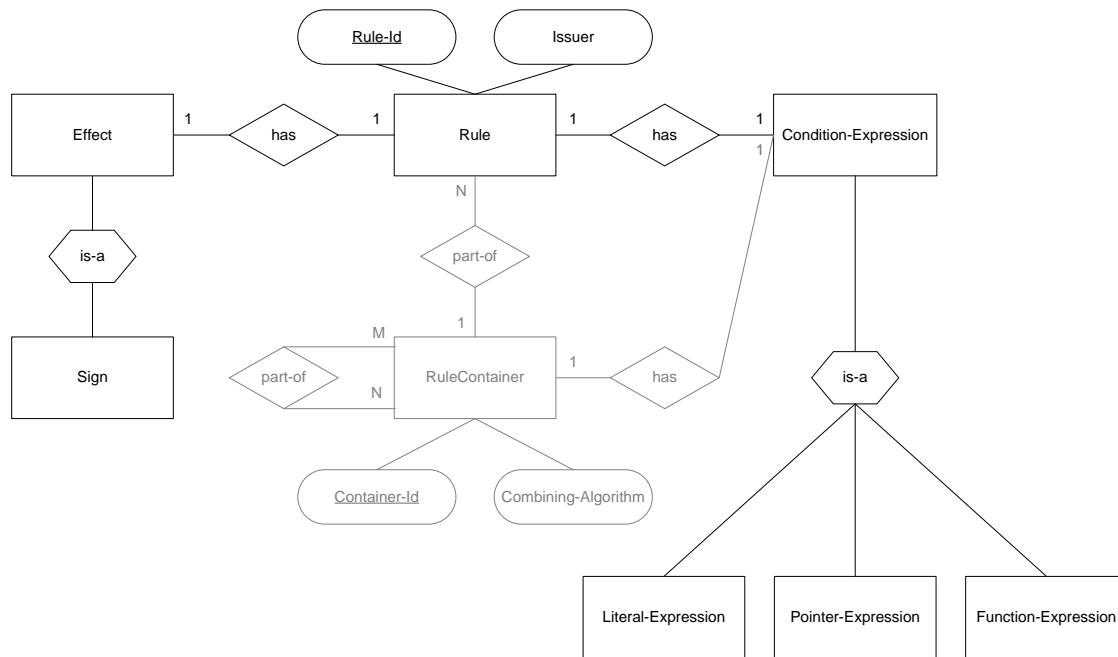 Rule-Id
Issuer
1
1
1
1
Effect
has
Rule
has
Condition-Expression
1
N
is-a
part-of
1
M
1
Sign
part-of
RuleContainer
has
is-a
N
Container-Id
Combining-Algorithm
Literal-Expression
Pointer-Expression
Function-Expression